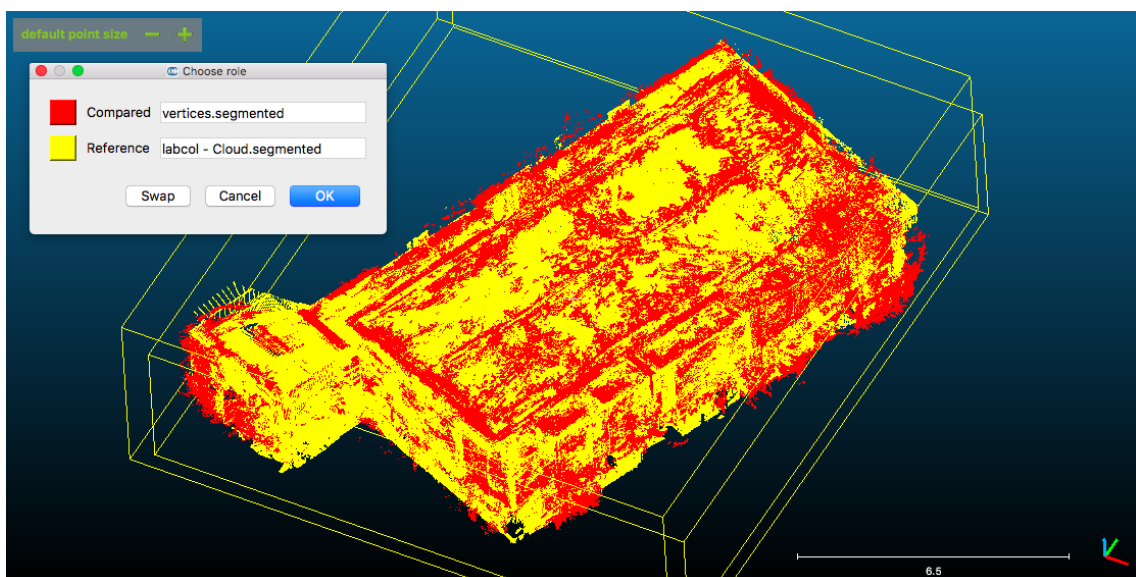 default point size
Choose role
Compared vertices.segmented
Reference labcol - Cloud.segmented
Swap Cancel OK
6.5